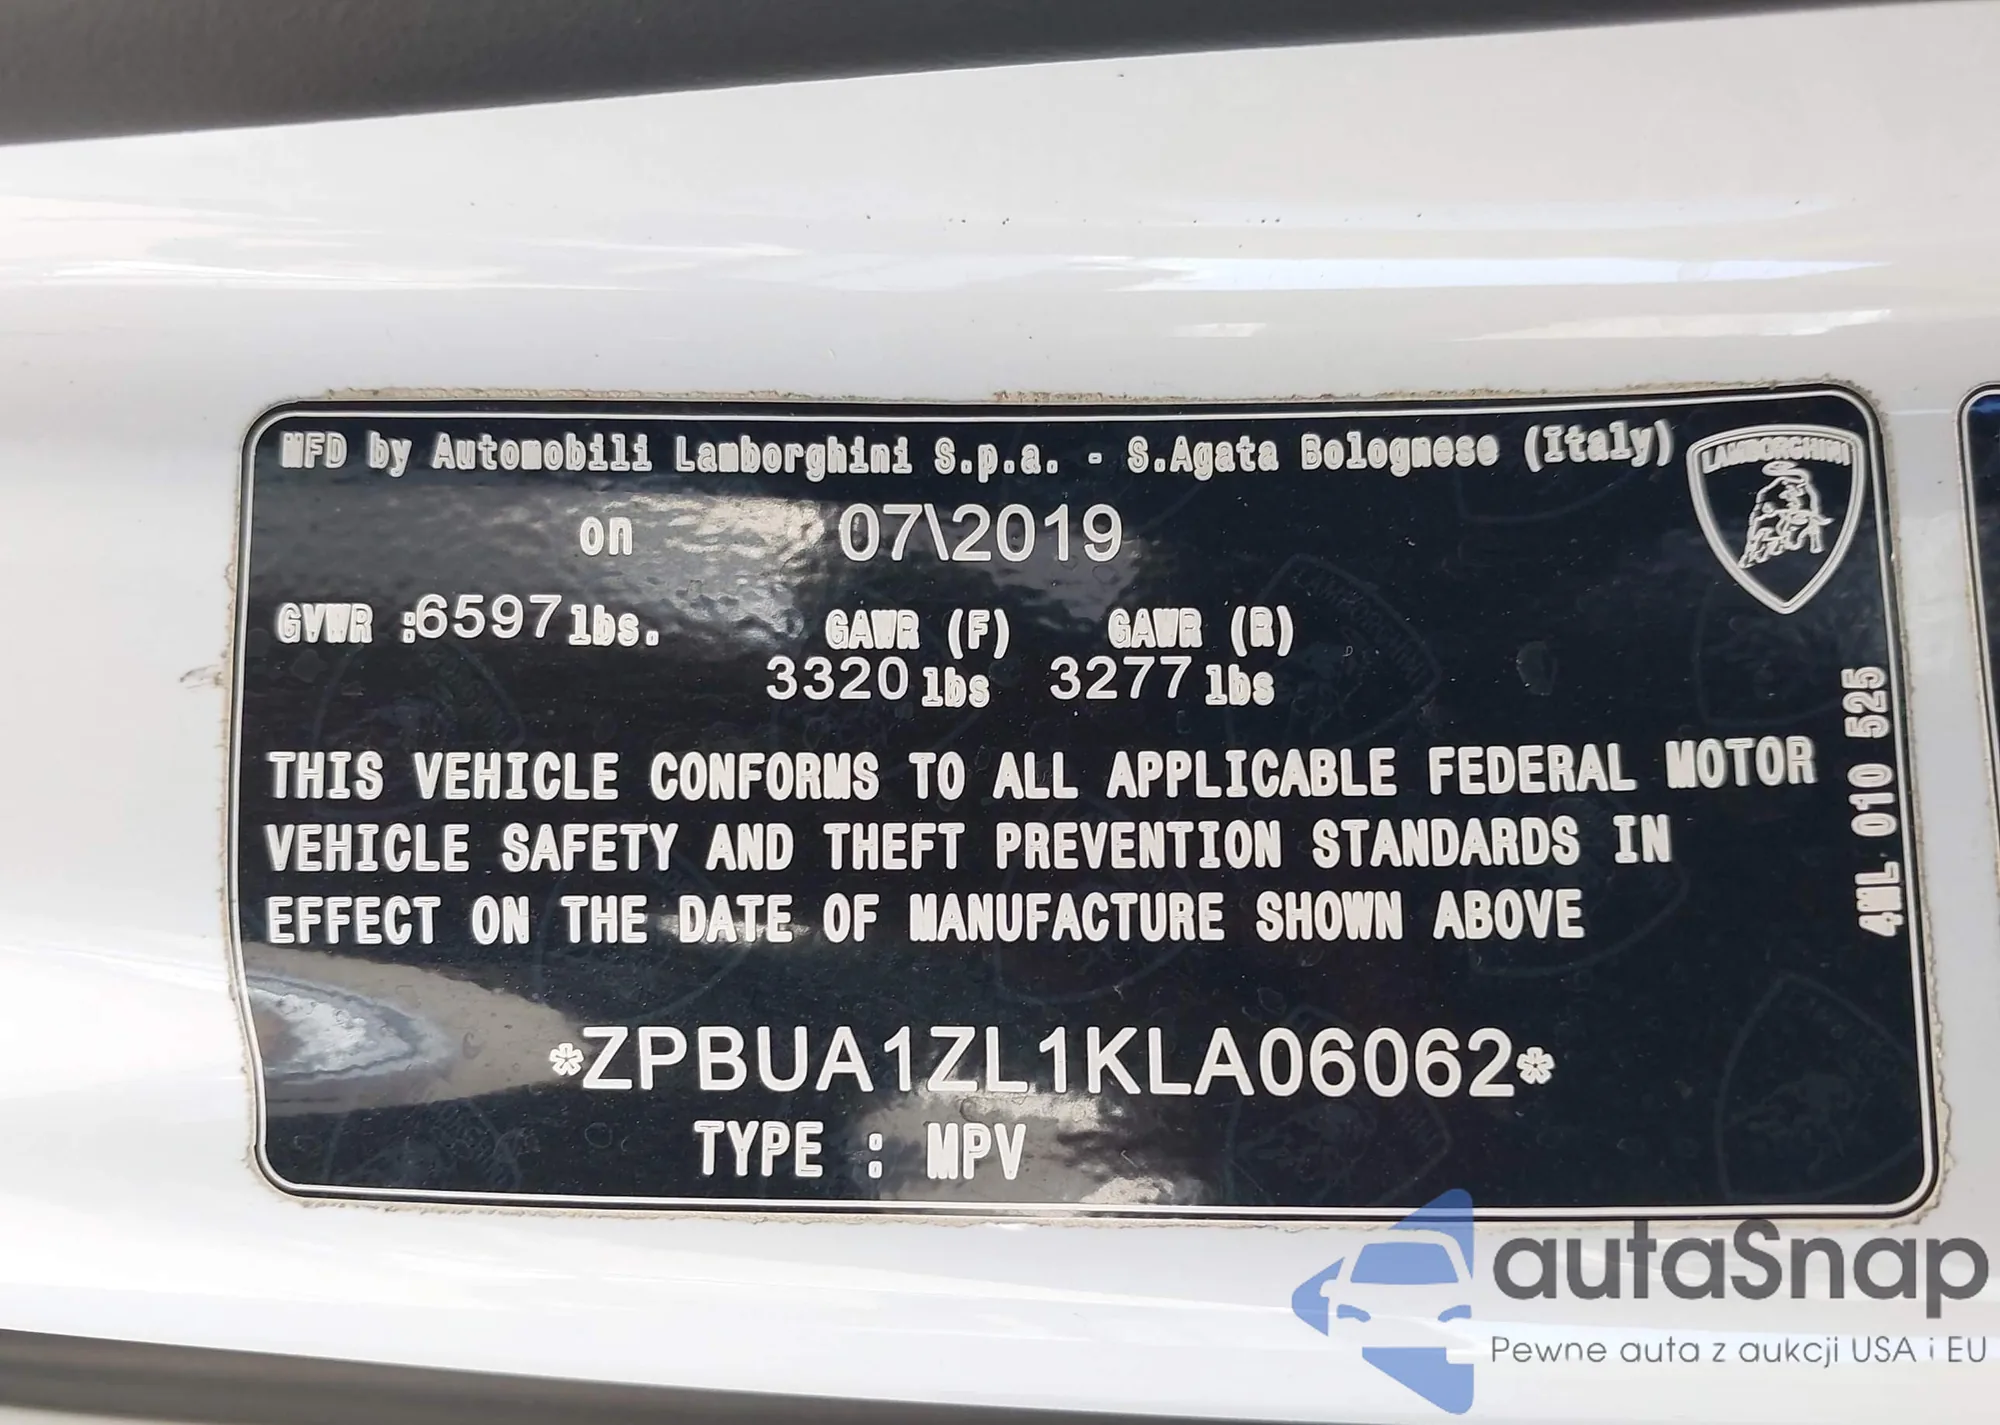 MFD by Automobili Lamborghini S.p.a. - S.Agata Bolognese (Italy)
LAMBORGHINI
on 07\2019
GVWR :6597 lbs. GAWR (F) GAWR (R)
3320 lbs 3277 lbs
THIS VEHICLE CONFORMS TO ALL APPLICABLE FEDERAL MOTOR
VEHICLE SAFETY AND THEFT PREVENTION STANDARDS IN
EFFECT ON THE DATE OF MANUFACTURE SHOWN ABOVE
*ZPBUA1ZL1KLA06062*
TYPE : MPV
4ML 010 525
autaSnap
Pewne auta z aukcji USA i EU